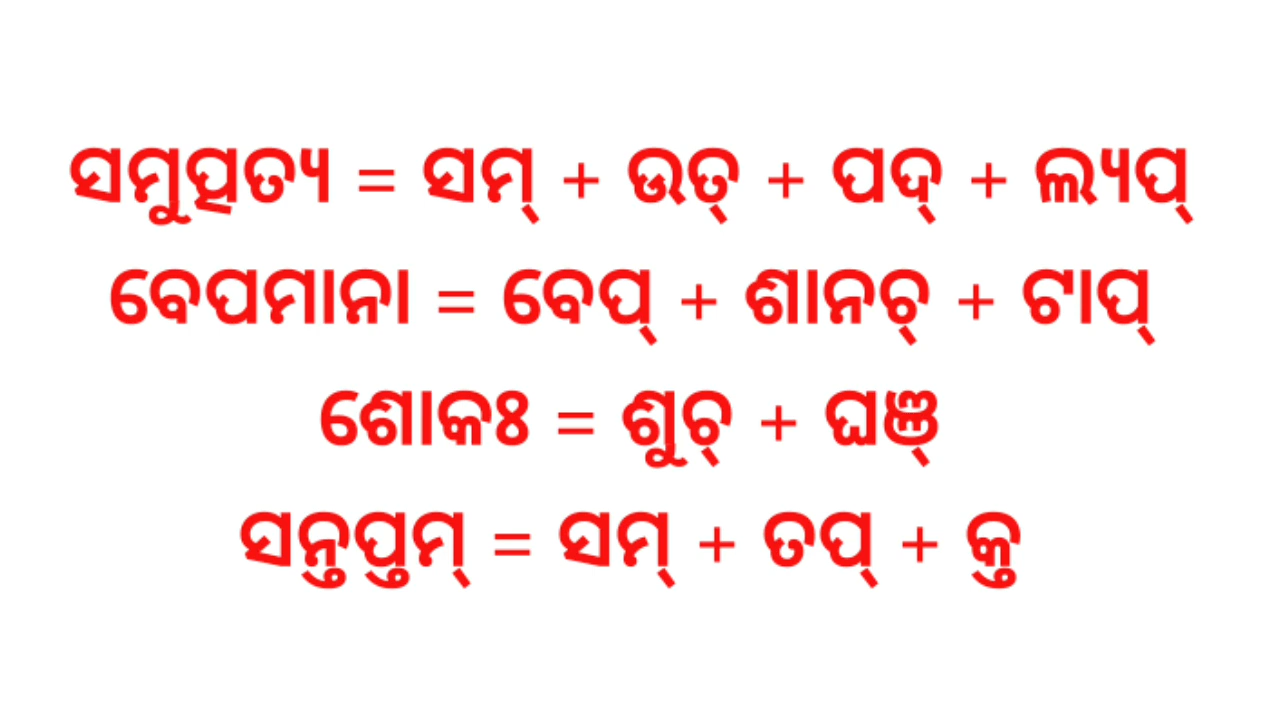 ସମୁତ୍ପତ୍ୟ = ସମ୍ + ଉତ୍ + ପଦ୍ + ଲ୍ୟପ୍
ବେପମାନା = ବେପ୍ + ଶାନଚ୍ + ଟାପ୍
ଶୋକଃ = ଶୁଚ୍ + ଘଞ୍
ସନ୍ତପ୍ତମ୍ = ସମ୍ + ତପ୍ + କ୍ତ